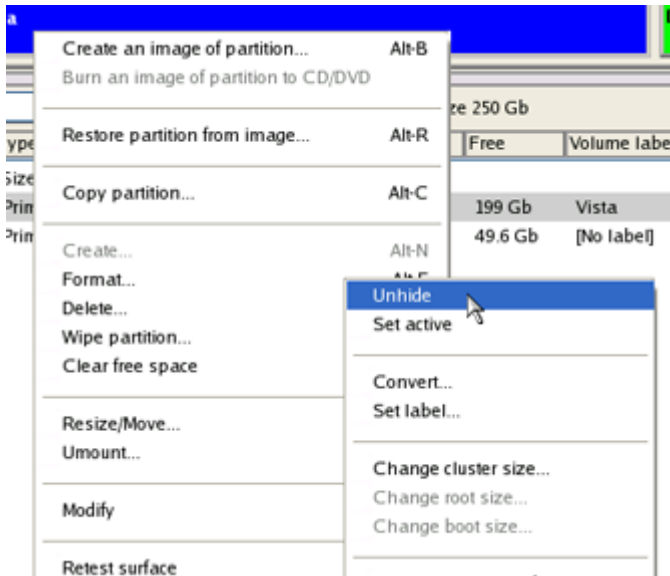 a
Create an image of partition... Alt-B
Burn an image of partition to CD/DVD
ze 250 Gb
Restore partition from image... Alt-R
Free Volume labe
Size
Copy partition... Alt-C
Prim 199 Gb Vista
Prim 49.6 Gb [No label]
Create... Alt-N
Format...
Unhide
Delete...
Set active
Wipe partition...
Clear free space
Convert...
Set label...
Resize/Move...
Umount...
Change cluster size...
Change root size...
Modify
Change boot size...
Retest surface